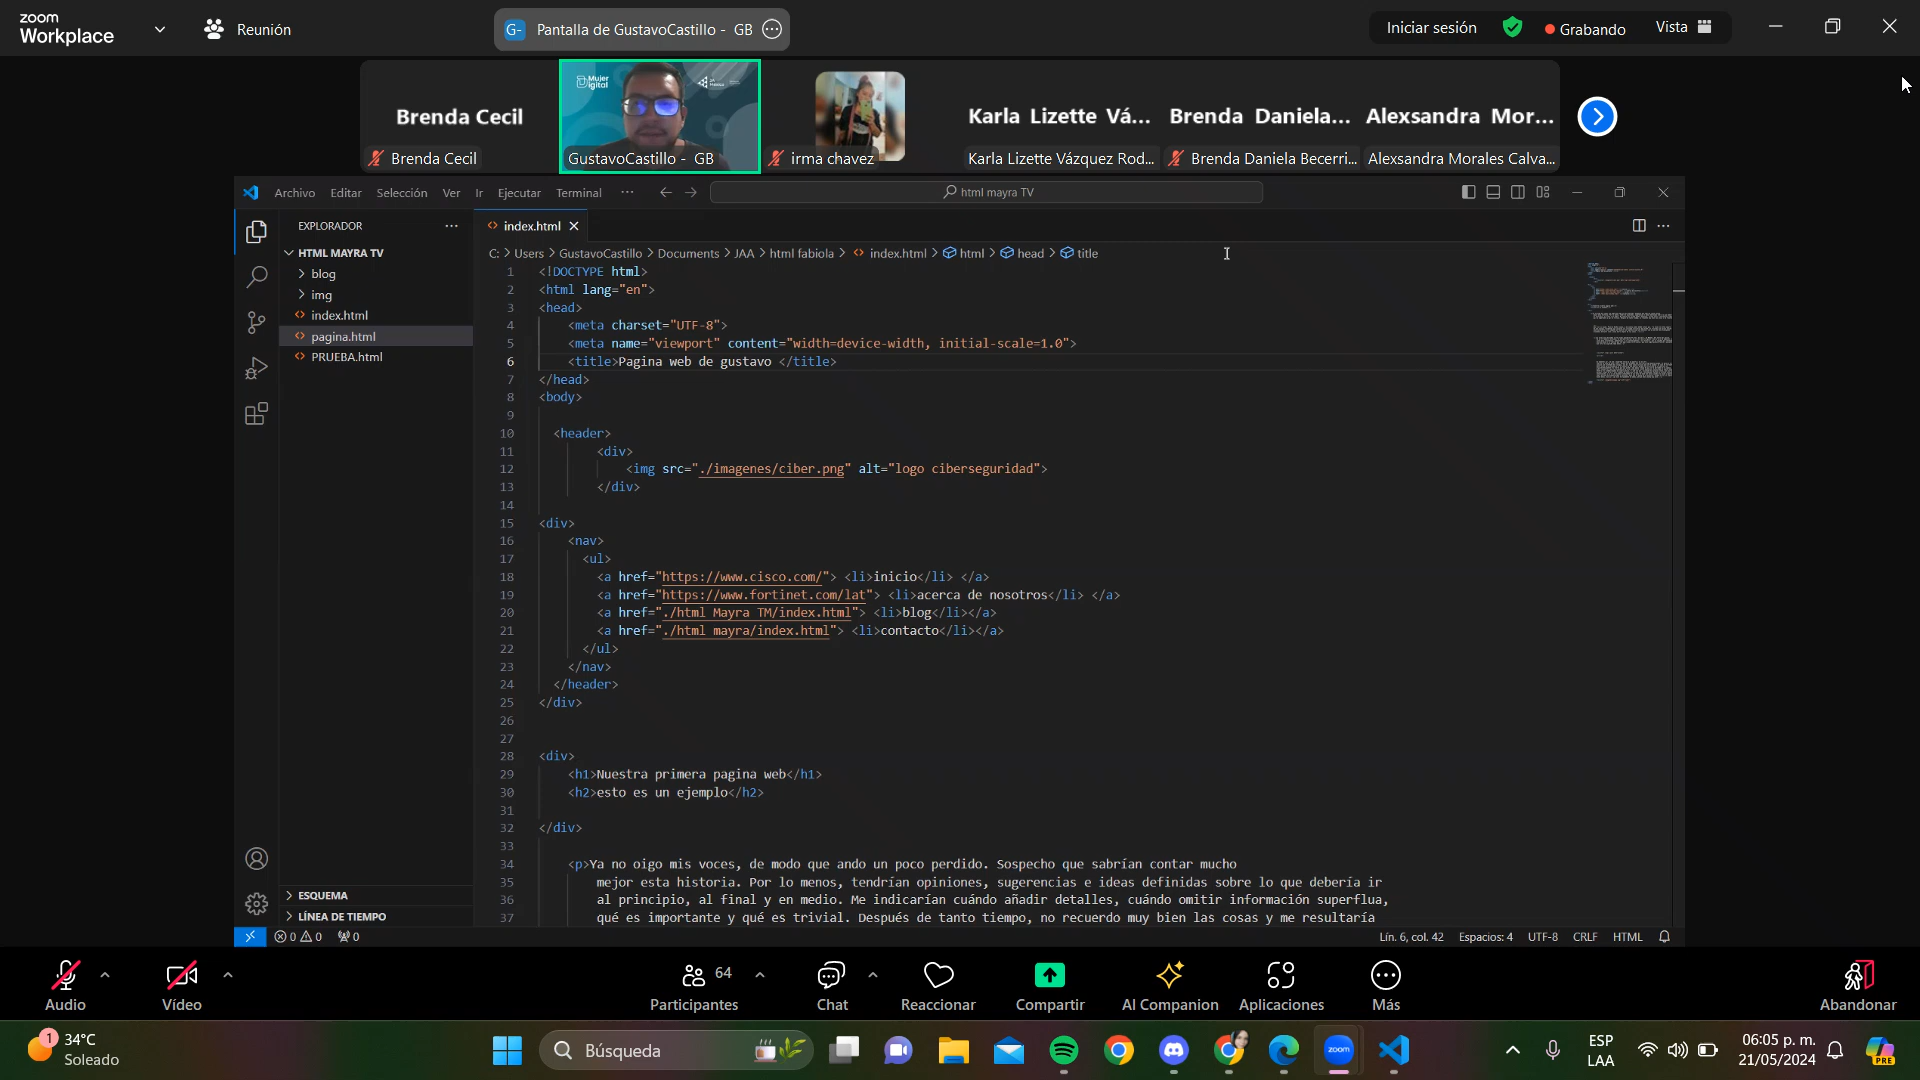 zoom
Workplace
Reunión
G- Pantalla de GustavoCastillo - GB
Iniciar sesión
Grabando
Vista
Brenda Cecil
Brenda Cecil
Mujer
Digital
GustavoCastillo - GB
irma chavez
Karla Lizette Vá...
Karla Lizette Vázquez Rod...
Brenda Daniela...
Brenda Daniela Becerri...
Alexsandra Mor...
Alexsandra Morales Calva...
Archivo Editar Selección Ver Ir Ejecutar Terminal ···
html mayra TV
EXPLORADOR ···
HTML MAYRA TV
blog
img
index.html
pagina.html
PRUEBA.html
ESQUEMA
LÍNEA DE TIEMPO
index.html
C: > Users > GustavoCastillo > Documents > JAA > html fabiola > index.html > html > head > title
1 <!DOCTYPE html>
2 <html lang="en">
3 <head>
4 <meta charset="UTF-8">
5 <meta name="viewport" content="width=device-width, initial-scale=1.0">
6 <title>Pagina web de gustavo </title>
7 </head>
8 <body>
9
10 <header>
11 <div>
12 <img src="./imagenes/ciber.png" alt="logo ciberseguridad">
13 </div>
14
15 <div>
16 <nav>
17 <ul>
18 <a href="https://www.cisco.com/"> <li>inicio</li> </a>
19 <a href="https://www.fortinet.com/lat"> <li>acerca de nosotros</li> </a>
20 <a href="./html Mayra TM/index.html"> <li>blog</li></a>
21 <a href="./html mayra/index.html"> <li>contacto</li></a>
22 </ul>
23 </nav>
24 </header>
25 </div>
26
27
28 <div>
29 <h1>Nuestra primera pagina web</h1>
30 <h2>esto es un ejemplo</h2>
31
32 </div>
33
34 <p>Ya no oigo mis voces, de modo que ando un poco perdido. Sospecho que sabrían contar mucho
35 mejor esta historia. Por lo menos, tendrían opiniones, sugerencias e ideas definidas sobre lo que debería ir
36 al principio, al final y en medio. Me indicarían cuándo añadir detalles, cuándo omitir información superflua,
37 qué es importante y qué es trivial. Después de tanto tiempo, no recuerdo muy bien las cosas y me resultaría
0 0 0
Lín. 6, col. 42 Espacios: 4 UTF-8 CRLF HTML
Audio
Vídeo
64
Participantes
Chat
Reaccionar
Compartir
AI Companion
Aplicaciones
Más
Abandonar
1
34°C
Soleado
Búsqueda
zoom
ESP
LAA
06:05 p. m.
21/05/2024
PRE